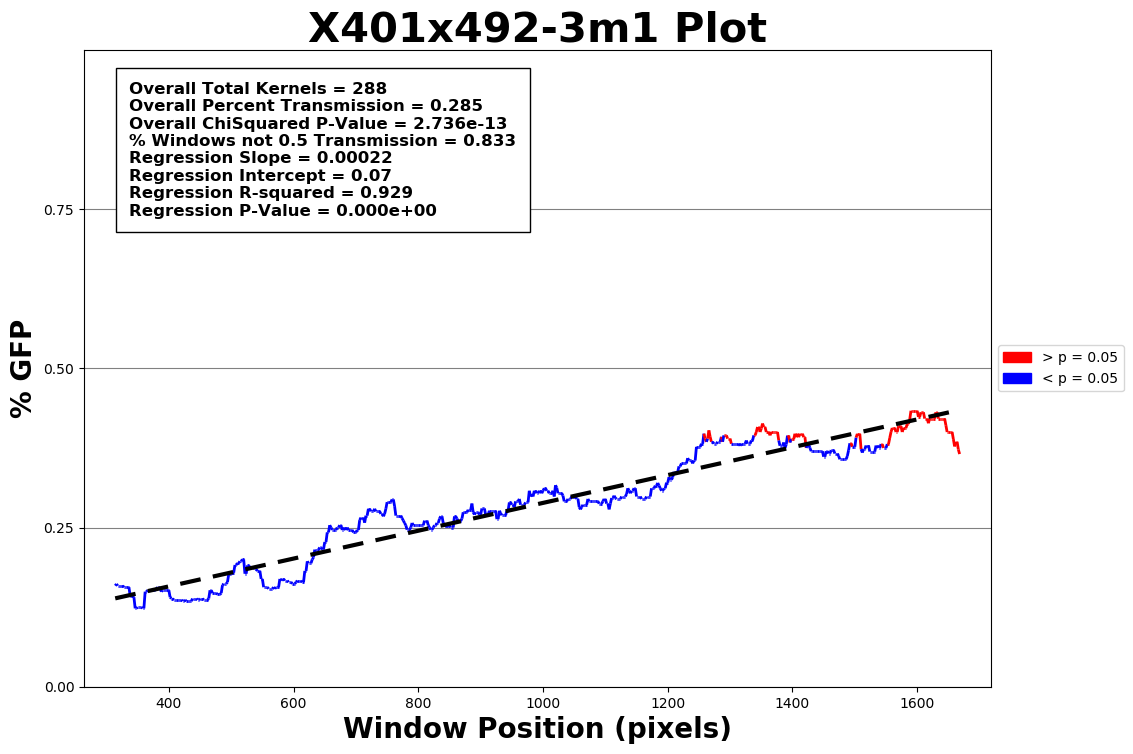 X401x492-3m1 Plot
Overall Total Kernels = 288
Overall Percent Transmission = 0.285
Overall ChiSquared P-Value = 2.736e-13
% Windows not 0.5 Transmission = 0.833
Regression Slope = 0.00022
Regression Intercept = 0.07
Regression R-squared = 0.929
Regression P-Value = 0.000e+00
% GFP
0.75
0.50
0.25
0.00
> p = 0.05
< p = 0.05
400 600 800 1000 1200 1400 1600
Window Position (pixels)